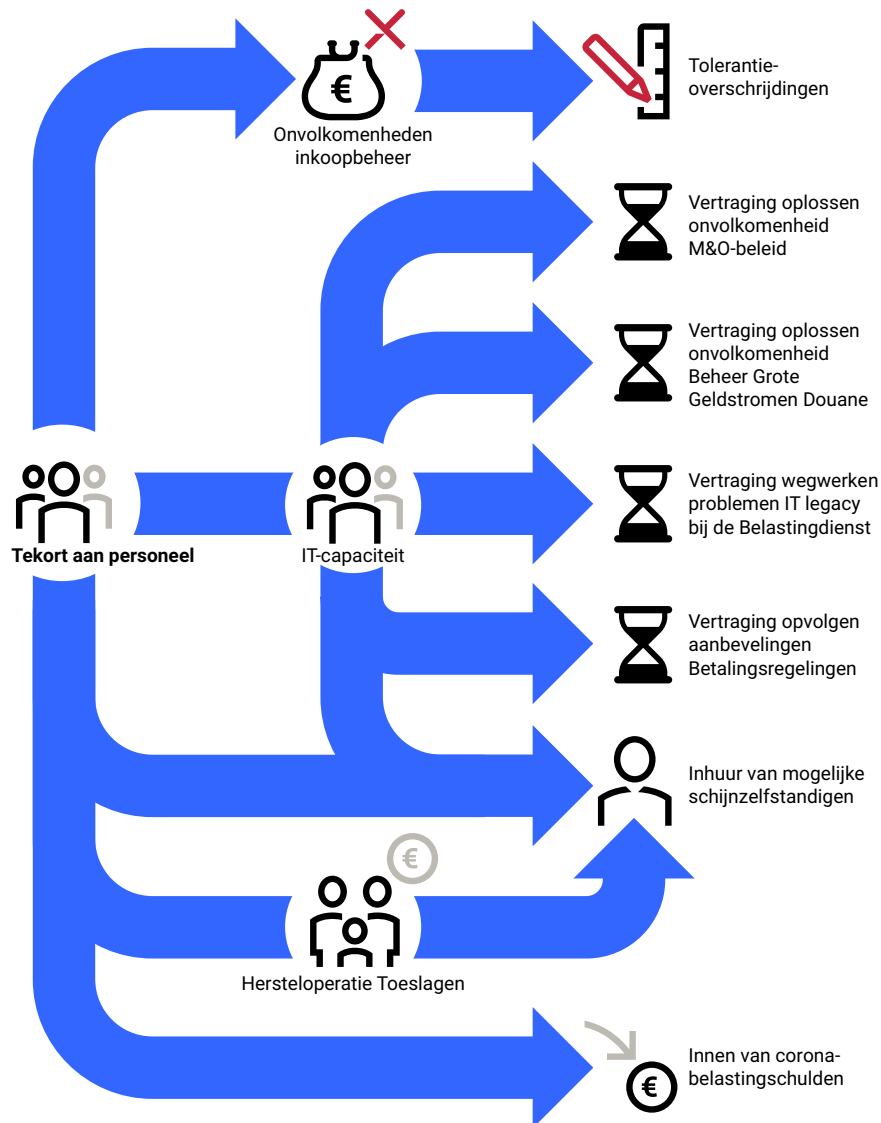 €
Onvolkomenheden
inkoopbeheer
Tolerantie-
overschrijdingen
Vertraging oplossen
onvolkomenheid
M&O-beleid
Vertraging oplossen
onvolkomenheid
Beheer Grote
Geldstromen Douane
Tekort aan personeel
IT-capaciteit
Vertraging wegwerken
problemen IT legacy
bij de Belastingdienst
Vertraging opvolgen
aanbevelingen
Betalingsregelingen
Inhuur van mogelijke
schijnzelfstandigen
€
Hersteloperatie Toeslagen
€
Innen van corona-
belastingschulden